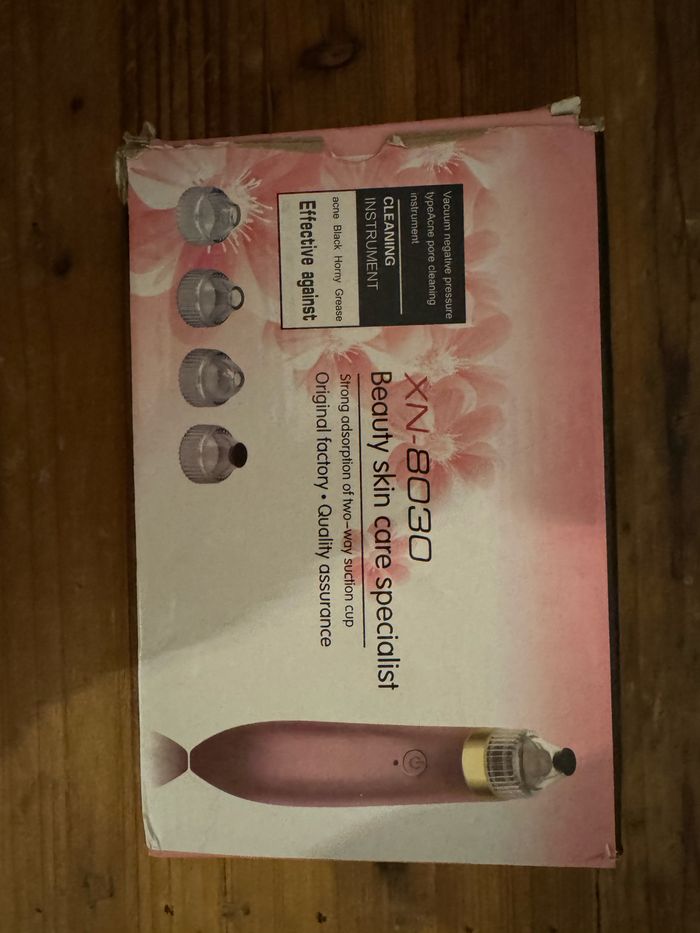 Vacuum negative pressure
typeAcne pore cleaning
instrument
CLEANING
INSTRUMENT
acne Black Horny Grease
Effective against
XN-8030
Beauty skin care specialist
Strong adsorption of two-way suction cup
Original factory • Quality assurance